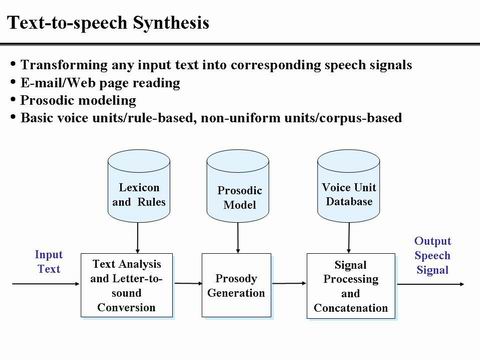 Text-to-speech Synthesis
• Transforming any input text into corresponding speech signals
• E-mail/Web page reading
• Prosodic modeling
• Basic voice units/rule-based, non-uniform units/corpus-based
Lexicon
and Rules
Prosodic
Model
Voice Unit
Database
Input
Text
Text Analysis
and Letter-to-
sound
Conversion
Prosody
Generation
Signal
Processing
and
Concatenation
Output
Speech
Signal